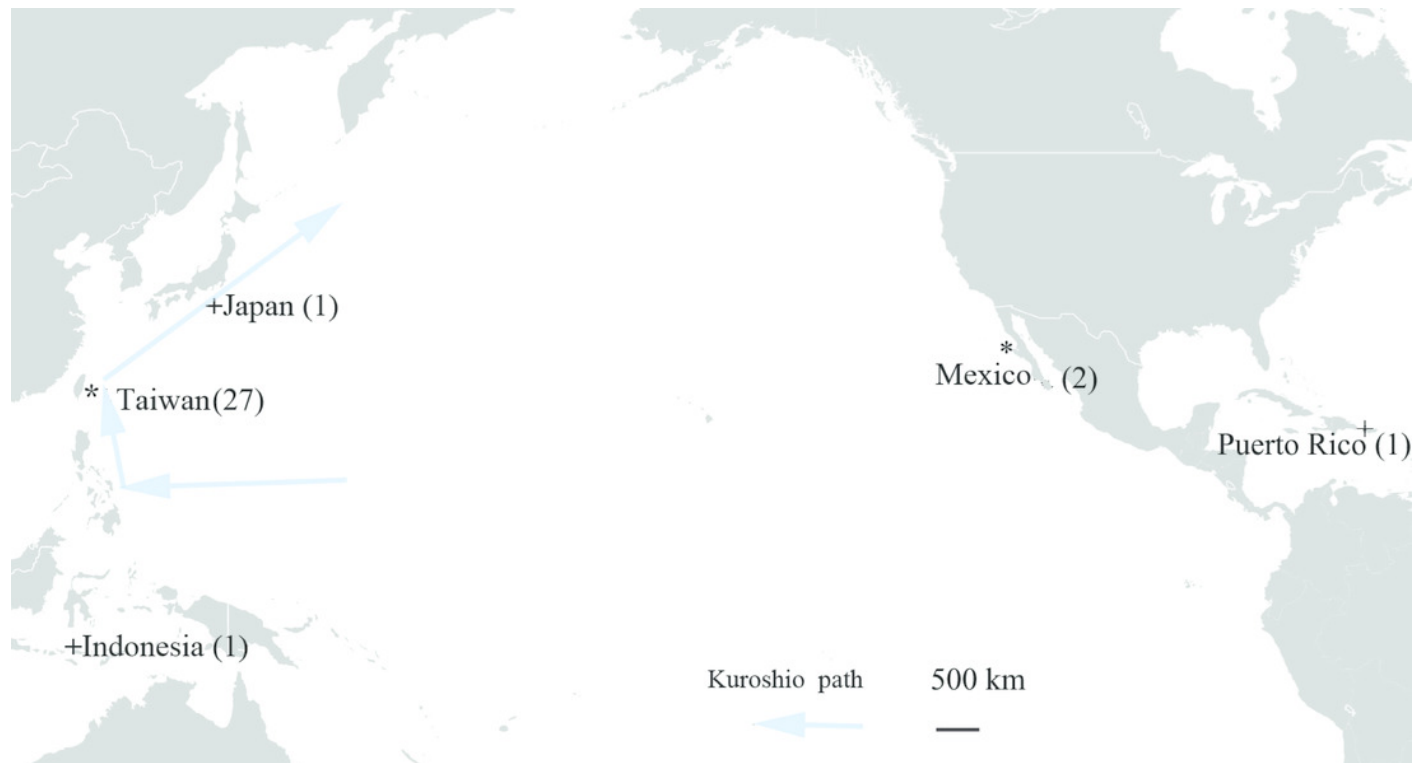 +Japan (1)
* Taiwan(27)
*
Mexico (2)
+
Puerto Rico (1)
+Indonesia (1)
Kuroshio path
500 km